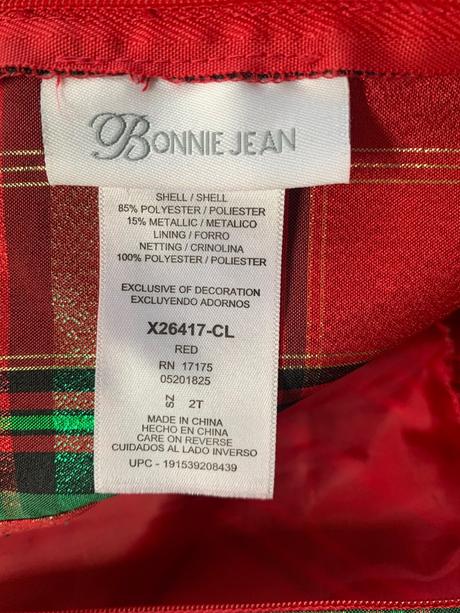 BONNIE JEAN
SHELL / SHELL
85% POLYESTER / POLIESTER
15% METALLIC / METALICO
LINING / FORRO
NETTING / CRINOLINA
100% POLYESTER / POLIESTER
EXCLUSIVE OF DECORATION
EXCLUYENDO ADORNOS
X26417-CL
RED
RN 17175
05201825
SZ 2T
MADE IN CHINA
HECHO EN CHINA
CARE ON REVERSE
CUIDADOS AL LADO INVERSO
UPC - 191539208439